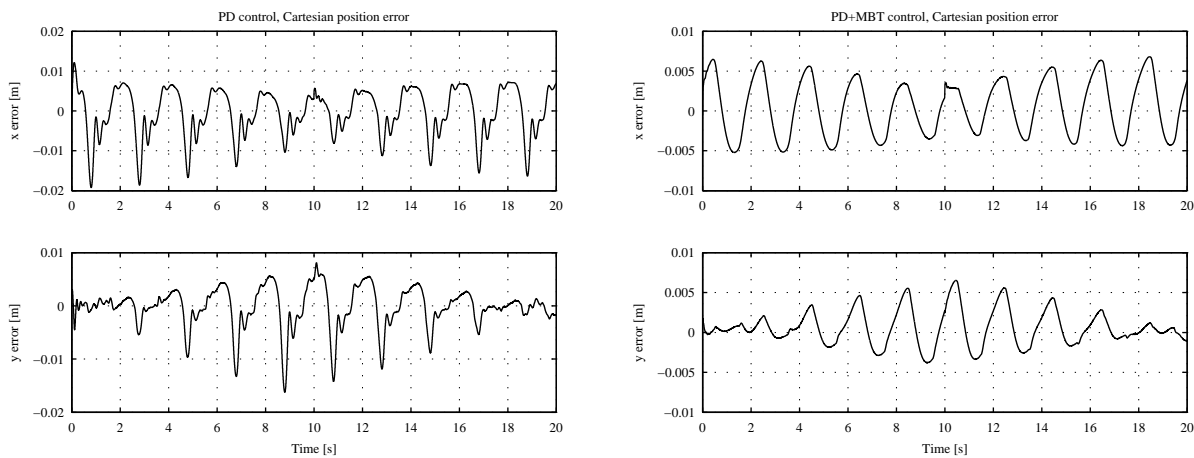 PD control, Cartesian position error
0.02
0.01
0
−0.01
−0.02
x error [m]
0 2 4 6 8 10 12 14 16 18 20
0.01
0
−0.01
−0.02
y error [m]
0 2 4 6 8 10 12 14 16 18 20
Time [s]
PD+MBT control, Cartesian position error
0.01
0.005
0
−0.005
−0.01
x error [m]
0 2 4 6 8 10 12 14 16 18 20
0.01
0.005
0
−0.005
−0.01
y error [m]
0 2 4 6 8 10 12 14 16 18 20
Time [s]